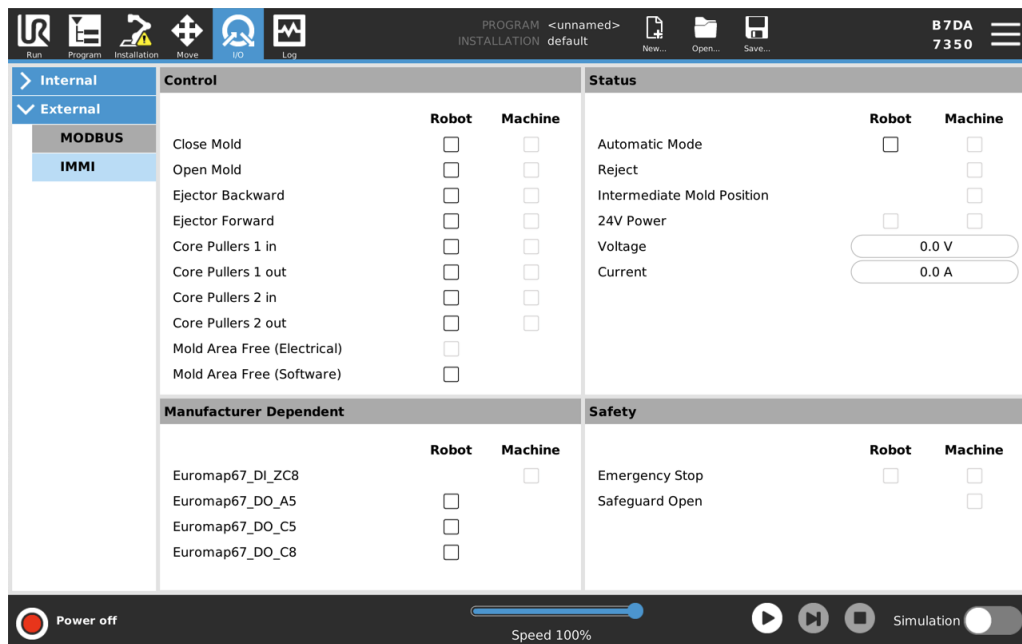 UR
Run
Program
Installation
Move
I/O
Log
PROGRAM <unnamed>
INSTALLATION default
New...
Open...
Save...
B7DA
7350
Internal
External
MODBUS
IMMI
Control
Robot Machine
Close Mold
Open Mold
Ejector Backward
Ejector Forward
Core Pullers 1 in
Core Pullers 1 out
Core Pullers 2 in
Core Pullers 2 out
Mold Area Free (Electrical)
Mold Area Free (Software)
Status
Robot Machine
Automatic Mode
Reject
Intermediate Mold Position
24V Power
Voltage 0.0 V
Current 0.0 A
Manufacturer Dependent
Robot Machine
Euromap67_DI_ZC8
Euromap67_DO_A5
Euromap67_DO_C5
Euromap67_DO_C8
Safety
Robot Machine
Emergency Stop
Safeguard Open
Power off
Speed 100%
Simulation